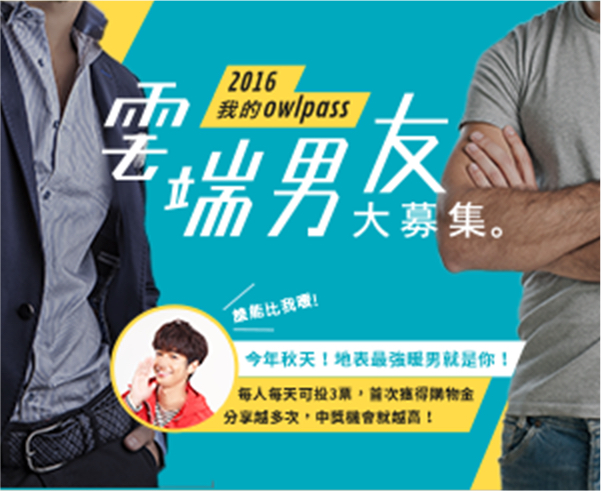 2016
我的owlpass
雲端男友
大募集。
誰能比我暖!
今年秋天！地表最強暖男就是你！
每人每天可投3票，首次獲得購物金
分享越多次，中獎機會就越高！